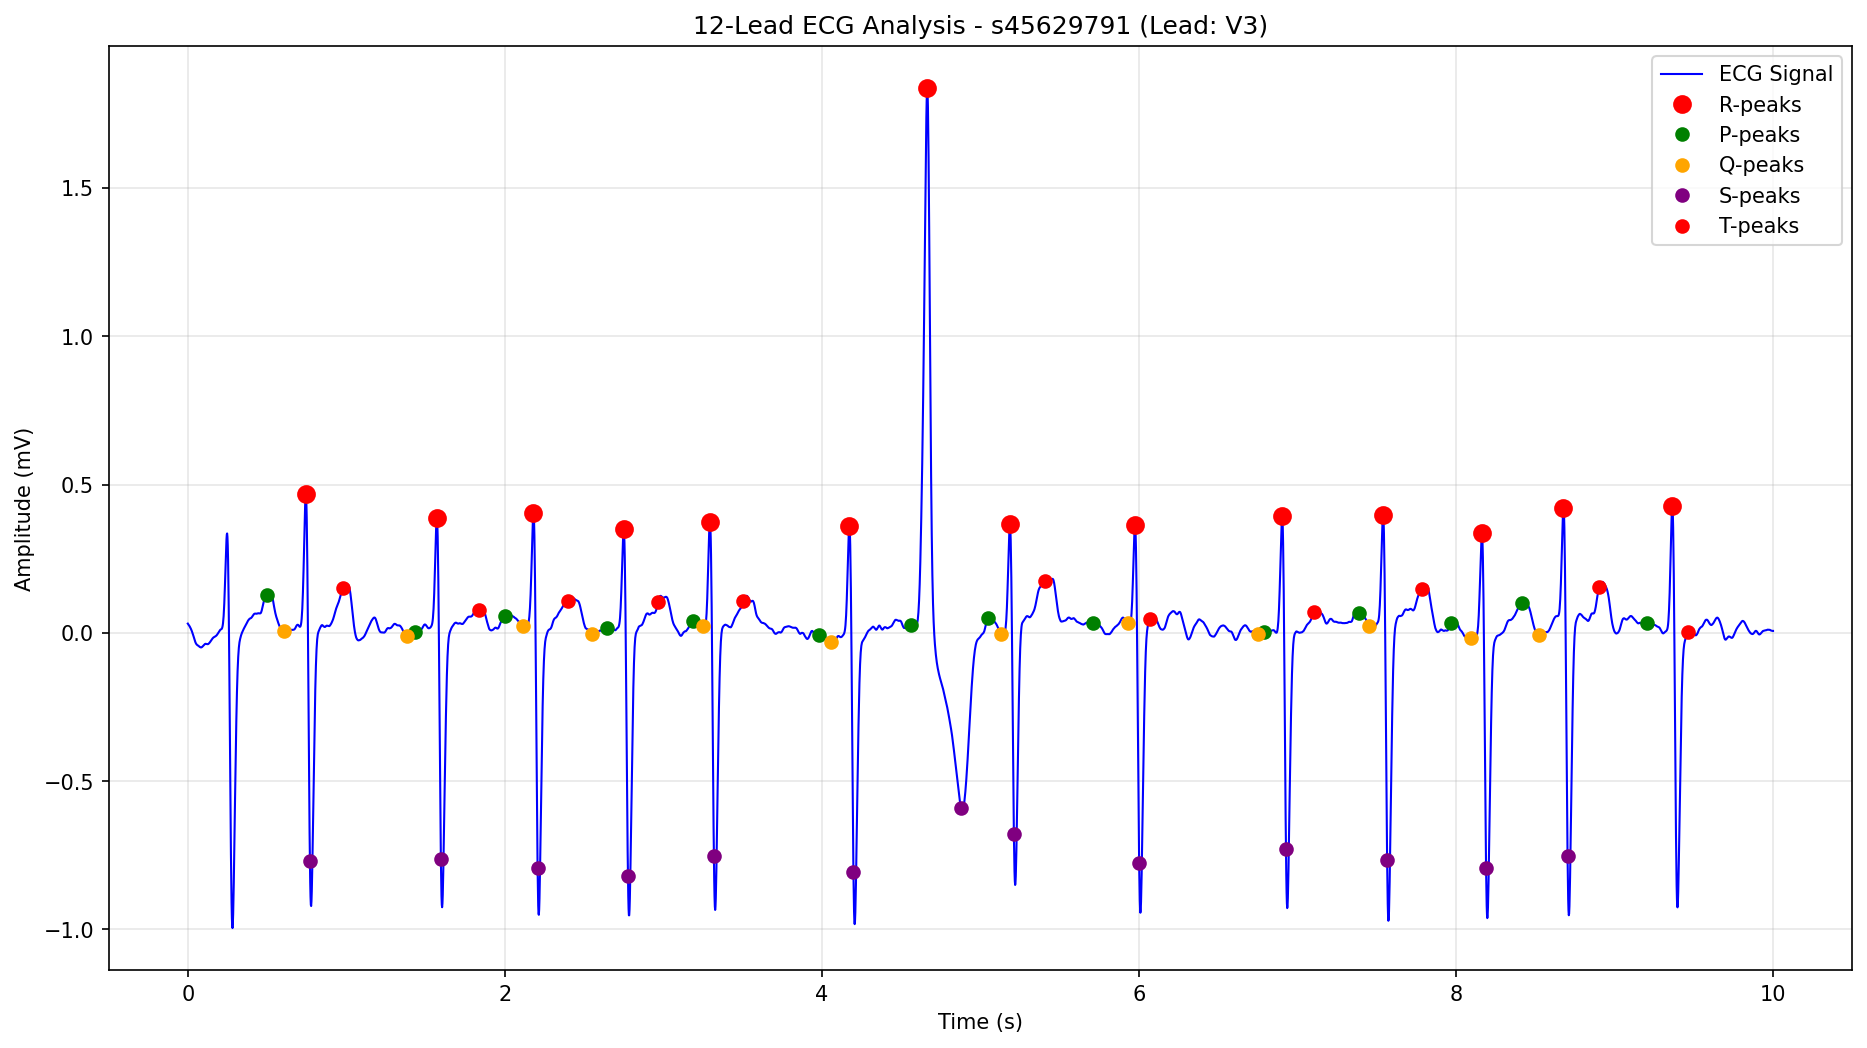 12-Lead ECG Analysis - s45629791 (Lead: V3)
ECG Signal
R-peaks
P-peaks
Q-peaks
S-peaks
T-peaks
Amplitude (mV)
1.5
1.0
0.5
0.0
−0.5
−1.0
0 2 4 6 8 10
Time (s)